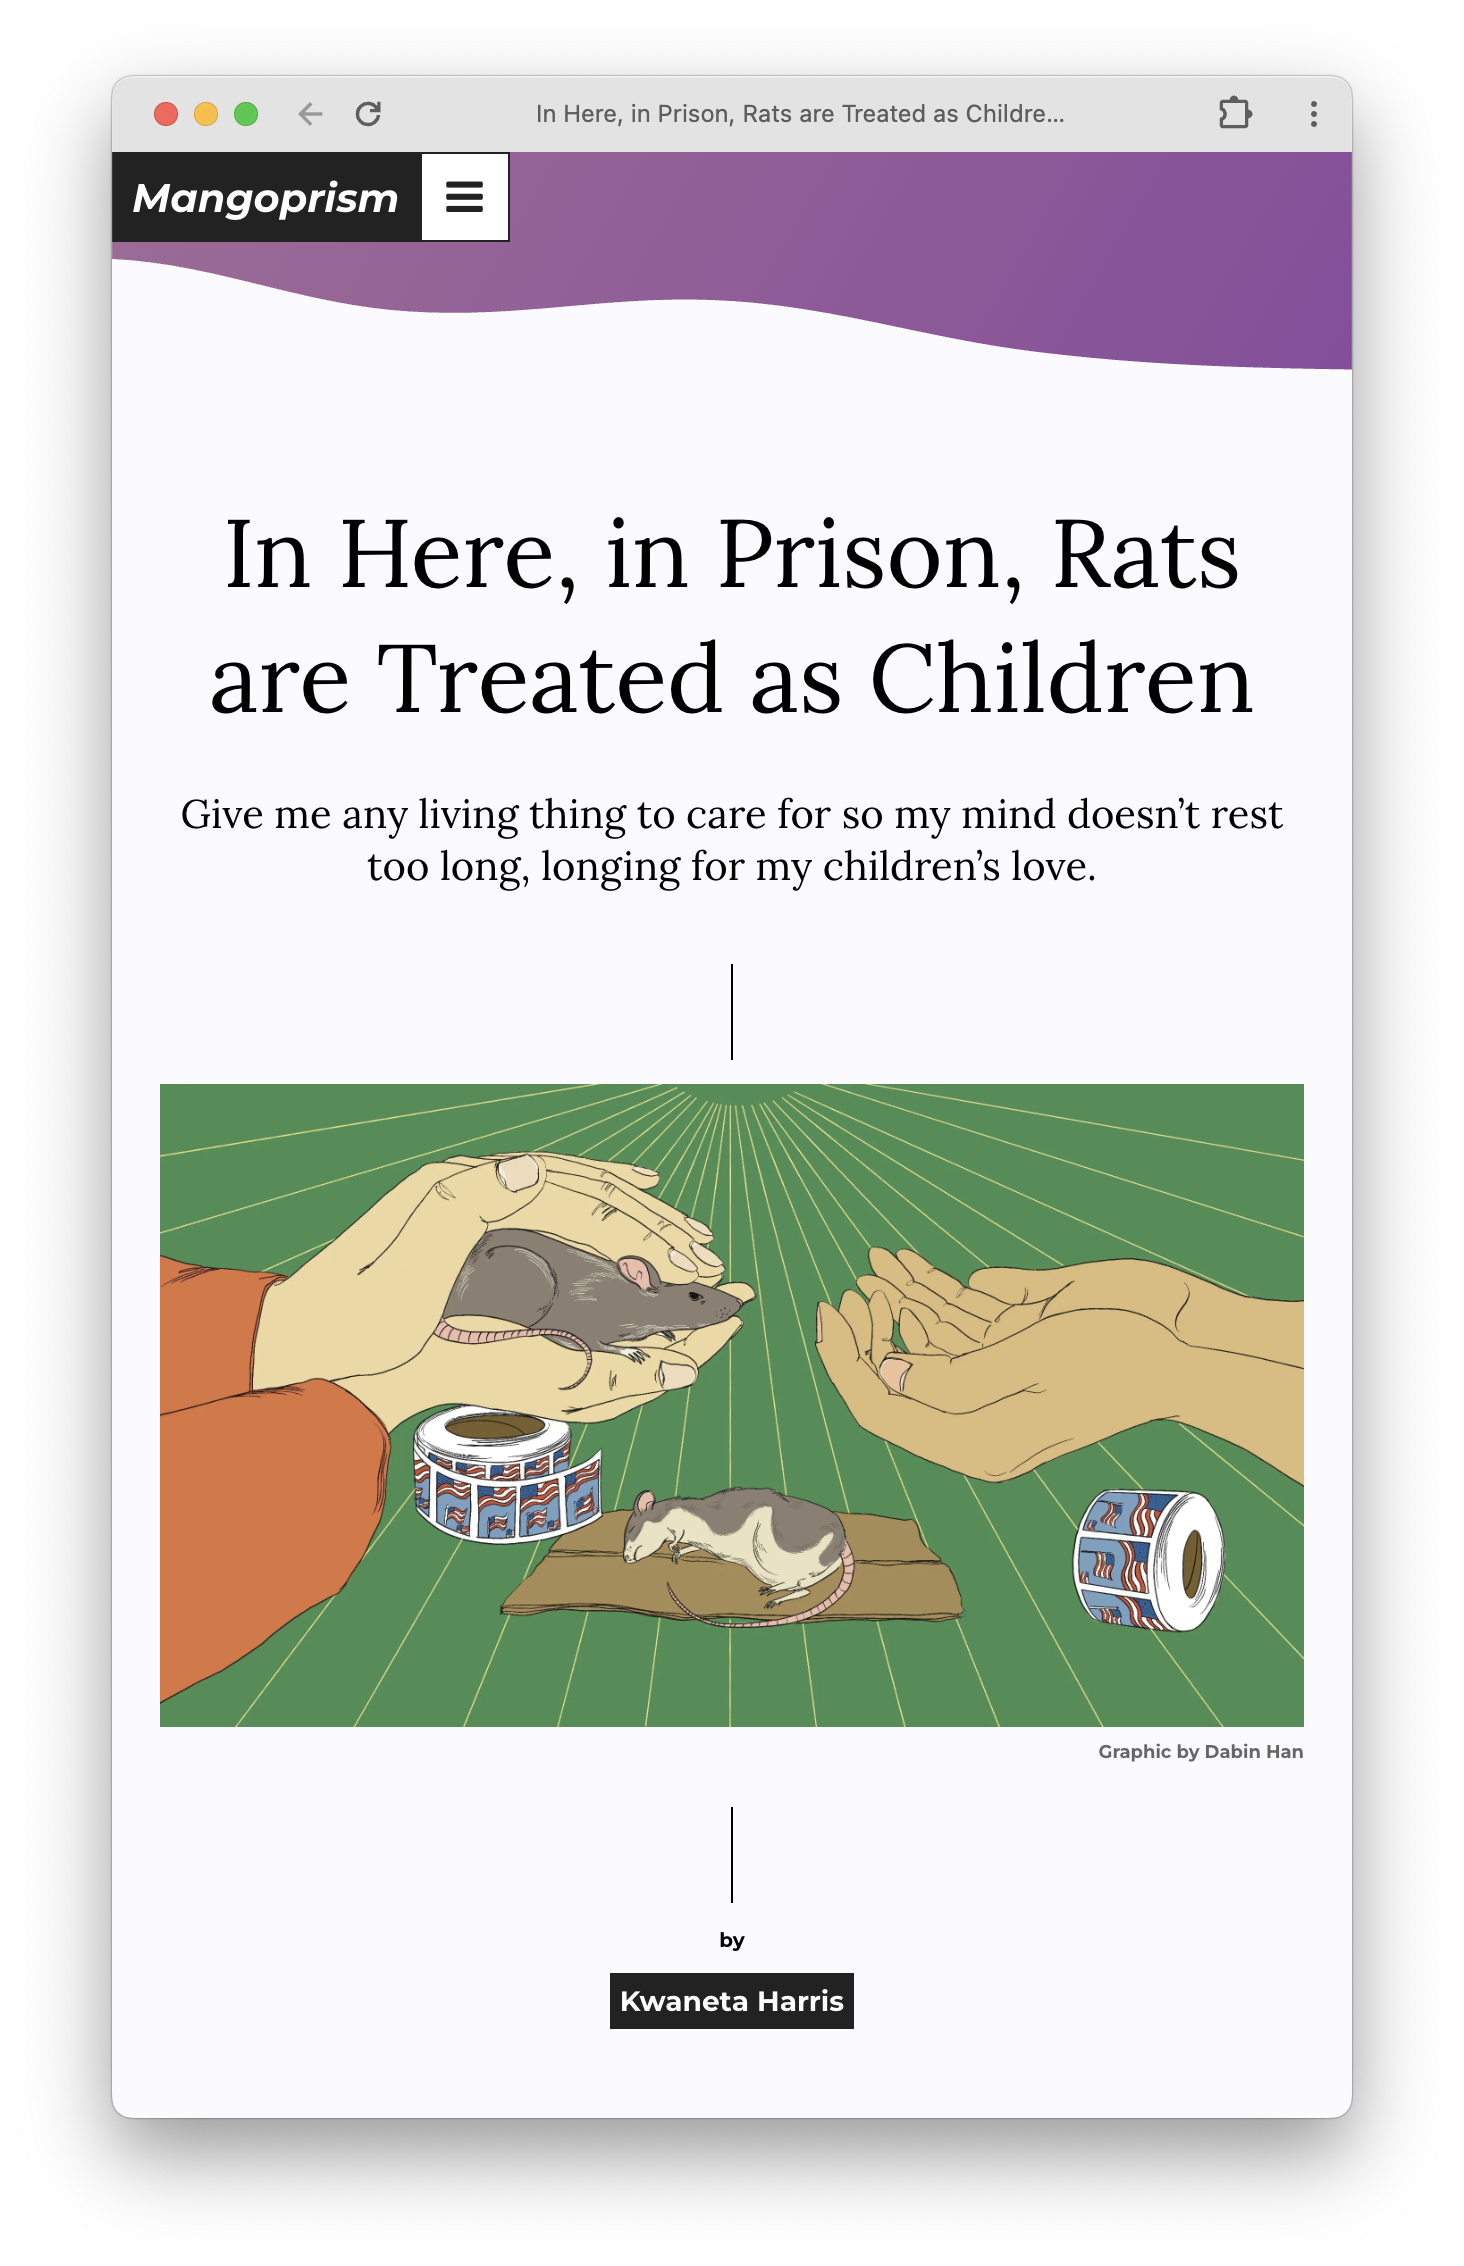 In Here, in Prison, Rats are Treated as Childre...
Mangoprism
In Here, in Prison, Rats
are Treated as Children
Give me any living thing to care for so my mind doesn’t rest
too long, longing for my children’s love.
Graphic by Dabin Han
by
Kwaneta Harris